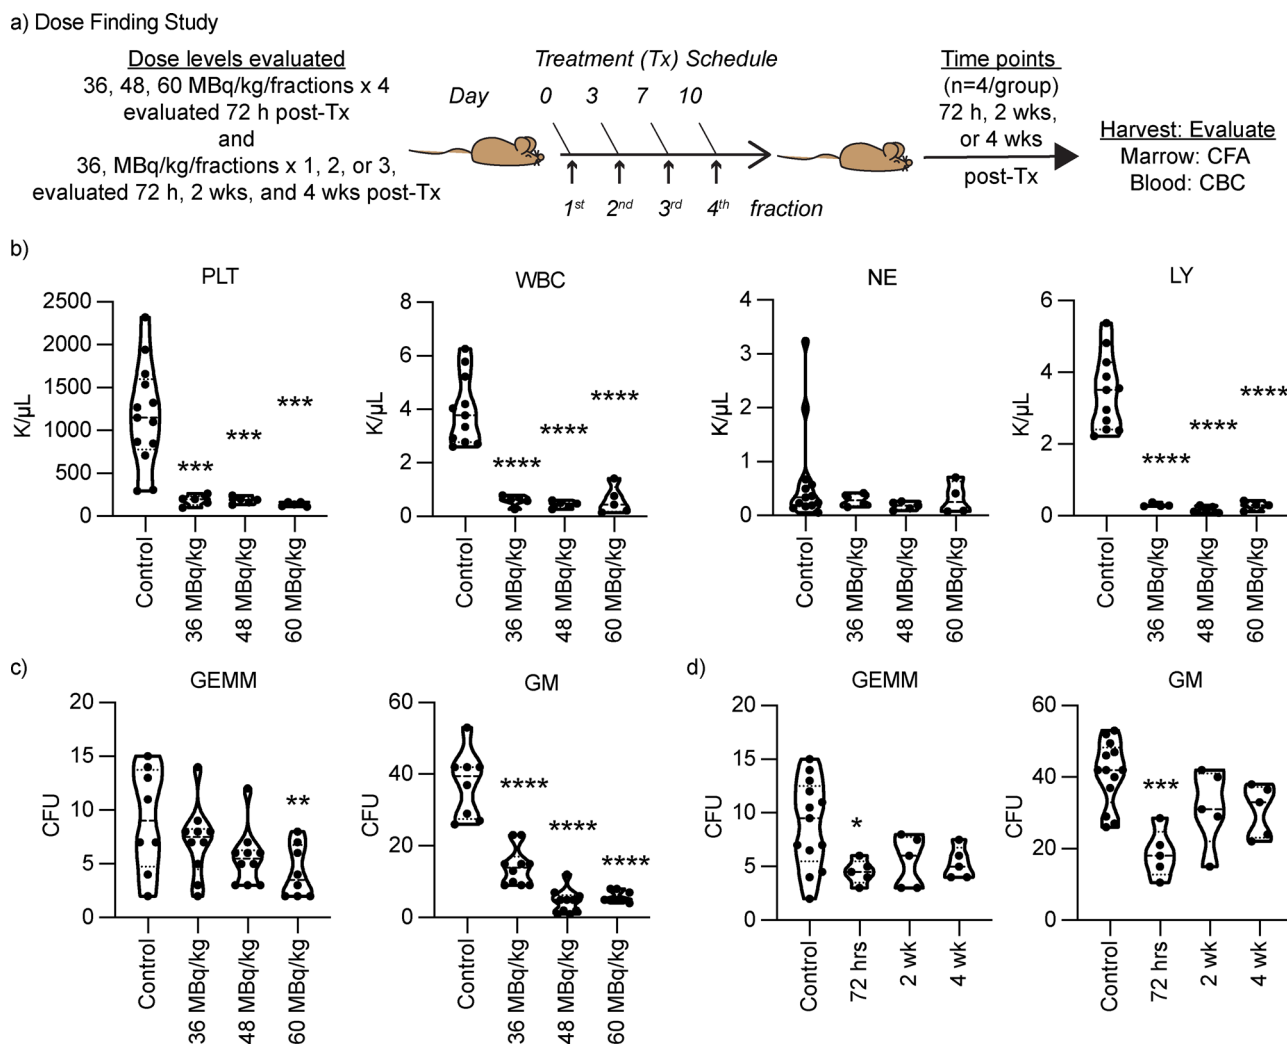 a) Dose Finding Study
Dose levels evaluated
36, 48, 60 MBq/kg/fractions x 4
evaluated 72 h post-Tx
and
36, MBq/kg/fractions x 1, 2, or 3,
evaluated 72 h, 2 wks, and 4 wks post-Tx
Treatment (Tx) Schedule
Day 0 3 7 10
1st 2nd 3rd 4th fraction
Time points
(n=4/group)
72 h, 2 wks,
or 4 wks
post-Tx
Harvest: Evaluate
Marrow: CFA
Blood: CBC
b)
PLT
K/µL
2500
2000
1500
1000
500
0
***
***
***
Control
36 MBq/kg
48 MBq/kg
60 MBq/kg
WBC
K/µL
8
6
4
2
0
****
****
****
Control
36 MBq/kg
48 MBq/kg
60 MBq/kg
NE
K/µL
4
3
2
1
0
Control
36 MBq/kg
48 MBq/kg
60 MBq/kg
LY
K/µL
6
4
2
0
****
****
****
Control
36 MBq/kg
48 MBq/kg
60 MBq/kg
c)
GEMM
CFU
20
15
10
5
0
**
Control
36 MBq/kg
48 MBq/kg
60 MBq/kg
GM
CFU
60
40
20
0
****
****
****
Control
36 MBq/kg
48 MBq/kg
60 MBq/kg
d)
GEMM
CFU
20
15
10
5
0
*
Control
72 hrs
2 wk
4 wk
GM
CFU
60
40
20
0
***
Control
72 hrs
2 wk
4 wk